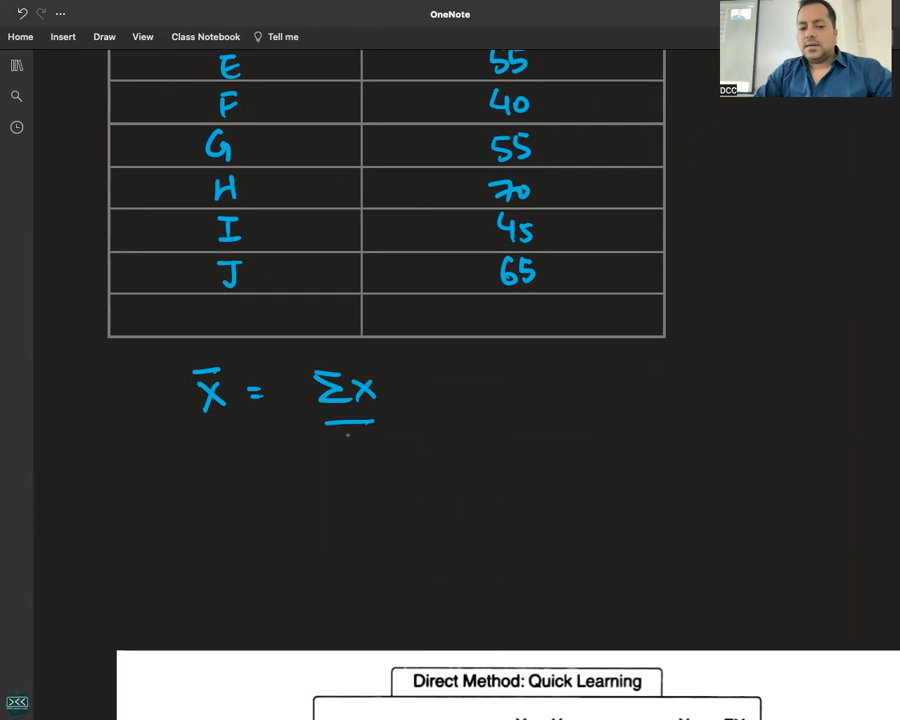 OneNote
Home Insert Draw View Class Notebook Tell me
DCC
E 55
F 40
G 55
H 70
I 45
J 65
X̄ = Σx
Direct Method: Quick Learning